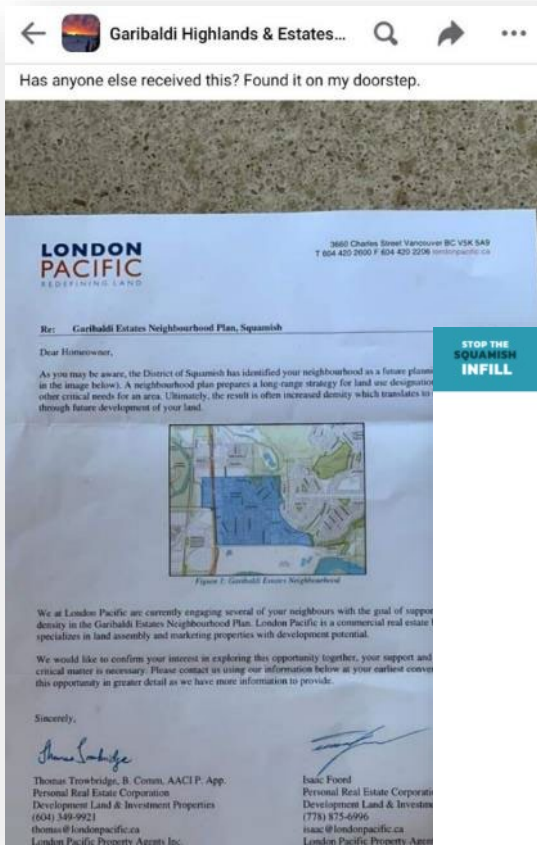 Garibaldi Highlands & Estates...
Has anyone else received this? Found it on my doorstep.
LONDON
PACIFIC
REDEFINING LAND
3660 Charles Street Vancouver BC V5K 5A9
T 604 420 2600 F 604 420 2206 londonpacific.ca
Re: Garibaldi Estates Neighbourhood Plan, Squamish
Dear Homeowner,
As you may be aware, the District of Squamish has identified your neighbourhood as a future
in the image below). A neighbourhood plan prepares a long-range strategy for land use
other critical needs for an area. Ultimately, the result is often increased density which translates to
through future development of your land.
STOP THE
SQUAMISH
INFILL
Figure 1: Garibaldi Estates Neighbourhood
We at London Pacific are currently engaging several of your neighbours with the goal of
density in the Garibaldi Estates Neighbourhood Plan. London Pacific is a commercial real estate
specializes in land assembly and marketing properties with development potential.
We would like to confirm your interest in exploring this opportunity together, your support and
critical matter is necessary. Please contact us using our information below at your earliest
this opportunity in greater detail as we have more information to provide.
Sincerely,
Thomas Trowbridge, B. Comm, AACI P. App.
Personal Real Estate Corporation
Development Land & Investment Properties
(604) 349-9921
thomas@londonpacific.ca
London Pacific Property Agents Inc.
Isaac Foord
Personal Real Estate
Development Land &
(778) 875-6996
isaac@londonpacific.ca
London Pacific Property